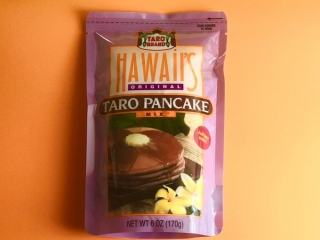 TARO
BRAND
HAWAII'S
ORIGINAL
TARO PANCAKE
MIX
NET WT 6 OZ (170g)